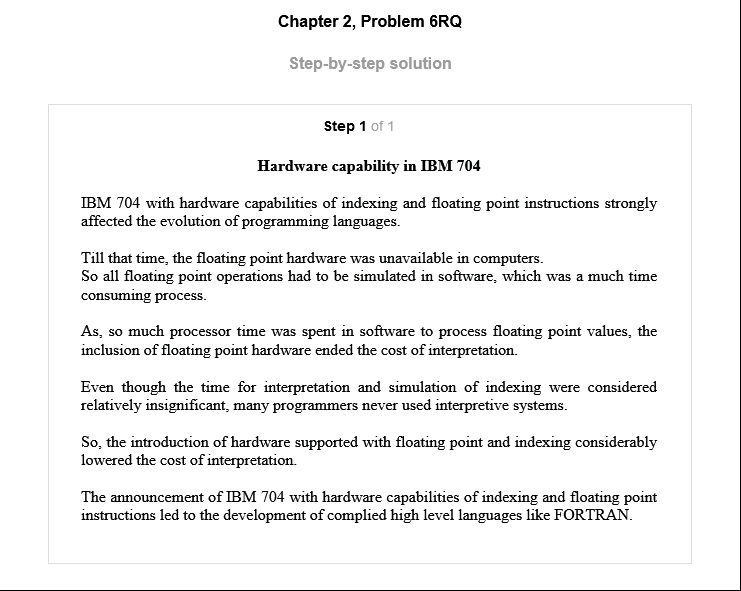 Chapter 2, Problem 6RQ
Step-by-step solution
Step 1 of 1
Hardware capability in IBM 704
IBM 704 with hardware capabilities of indexing and floating point instructions strongly
affected the evolution of programming languages.
Till that time, the floating point hardware was unavailable in computers.
So all floating point operations had to be simulated in software, which was a much time
consuming process.
As, so much processor time was spent in software to process floating point values, the
inclusion of floating point hardware ended the cost of interpretation.
Even though the time for interpretation and simulation of indexing were considered
relatively insignificant, many programmers never used interpretive systems.
So, the introduction of hardware supported with floating point and indexing considerably
lowered the cost of interpretation.
The announcement of IBM 704 with hardware capabilities of indexing and floating point
instructions led to the development of complied high level languages like FORTRAN.